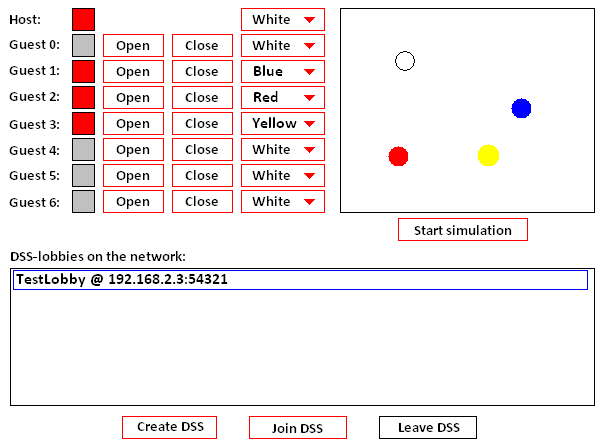 Host: White
Guest 0: Open Close White
Guest 1: Open Close Blue
Guest 2: Open Close Red
Guest 3: Open Close Yellow
Guest 4: Open Close White
Guest 5: Open Close White
Guest 6: Open Close White
Start simulation
DSS-lobbies on the network:
TestLobby @ 192.168.2.3:54321
Create DSS Join DSS Leave DSS